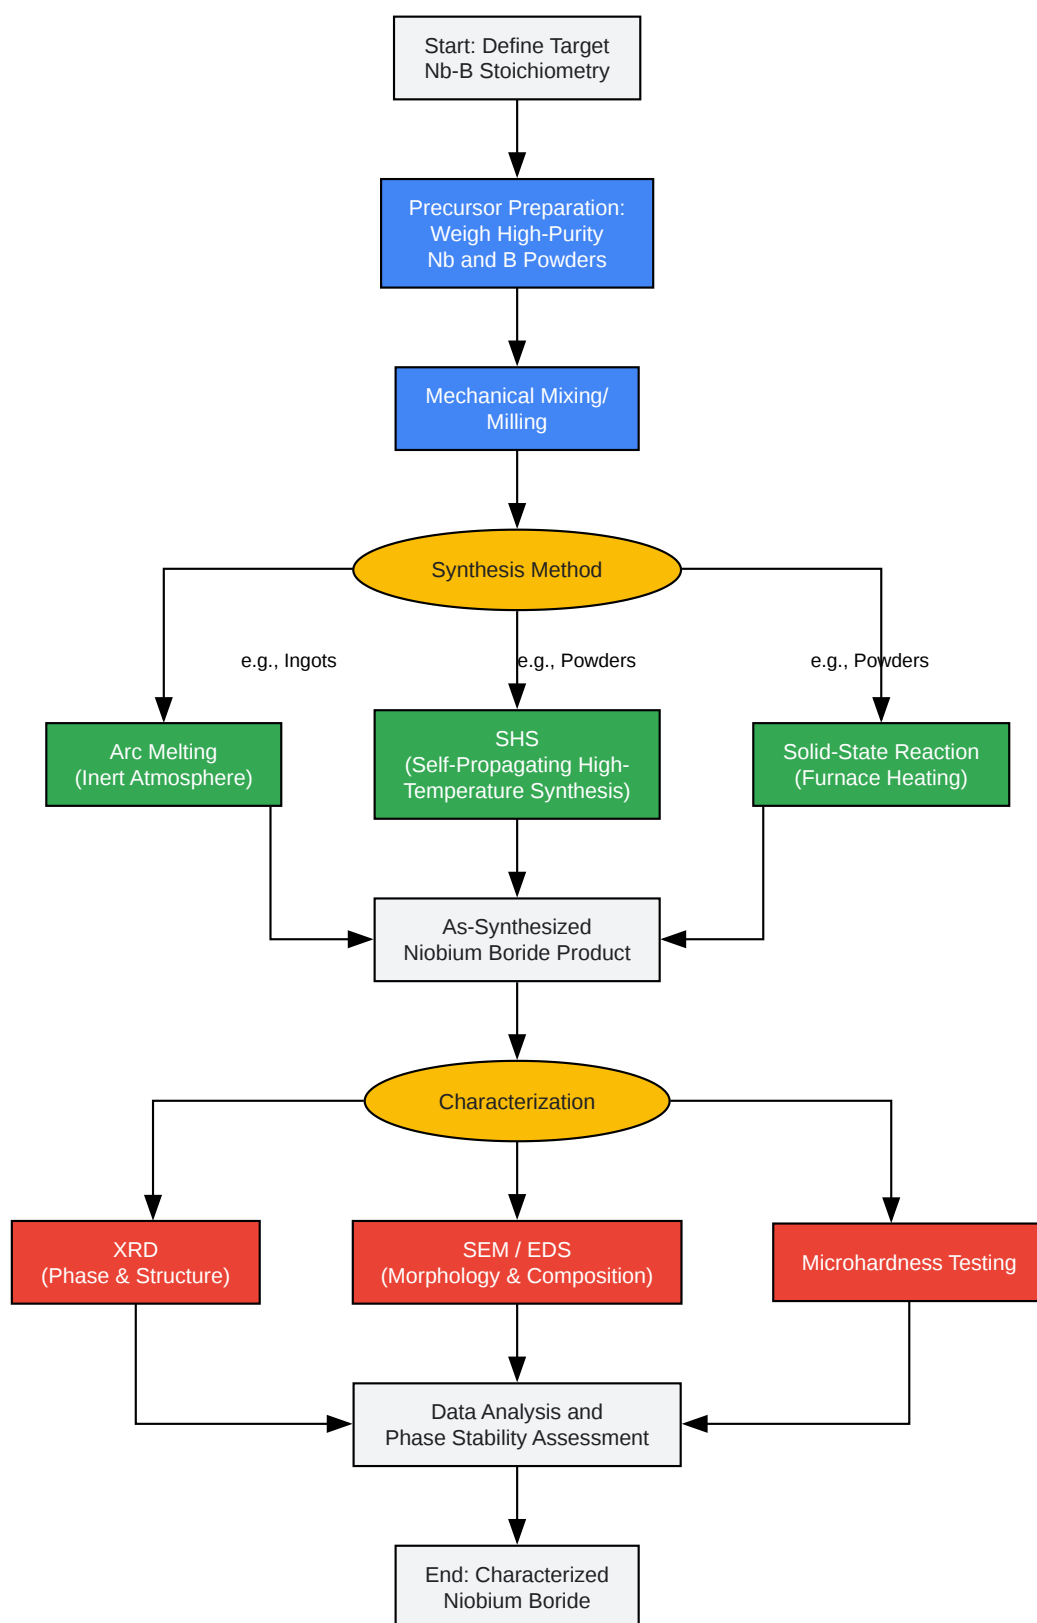 Start: Define Target
Nb-B Stoichiometry
Precursor Preparation:
Weigh High-Purity
Nb and B Powders
Mechanical Mixing/
Milling
Synthesis Method
e.g., Ingots
e.g., Powders
e.g., Powders
Arc Melting
(Inert Atmosphere)
SHS
(Self-Propagating High-
Temperature Synthesis)
Solid-State Reaction
(Furnace Heating)
As-Synthesized
Niobium Boride Product
Characterization
XRD
(Phase & Structure)
SEM / EDS
(Morphology & Composition)
Microhardness Testing
Data Analysis and
Phase Stability Assessment
End: Characterized
Niobium Boride